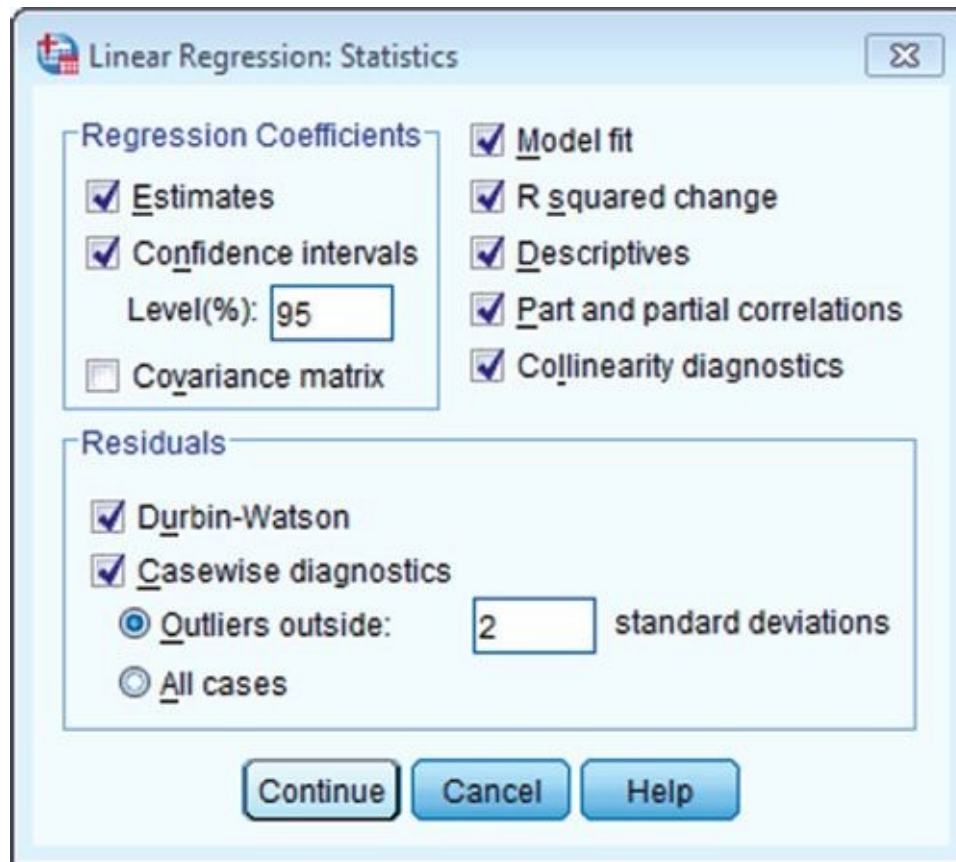 Linear Regression: Statistics
Regression Coefficients
Estimates
Confidence intervals
Level(%): 95
Covariance matrix
Model fit
R squared change
Descriptives
Part and partial correlations
Collinearity diagnostics
Residuals
Durbin-Watson
Casewise diagnostics
Outliers outside: 2 standard deviations
All cases
Continue Cancel Help